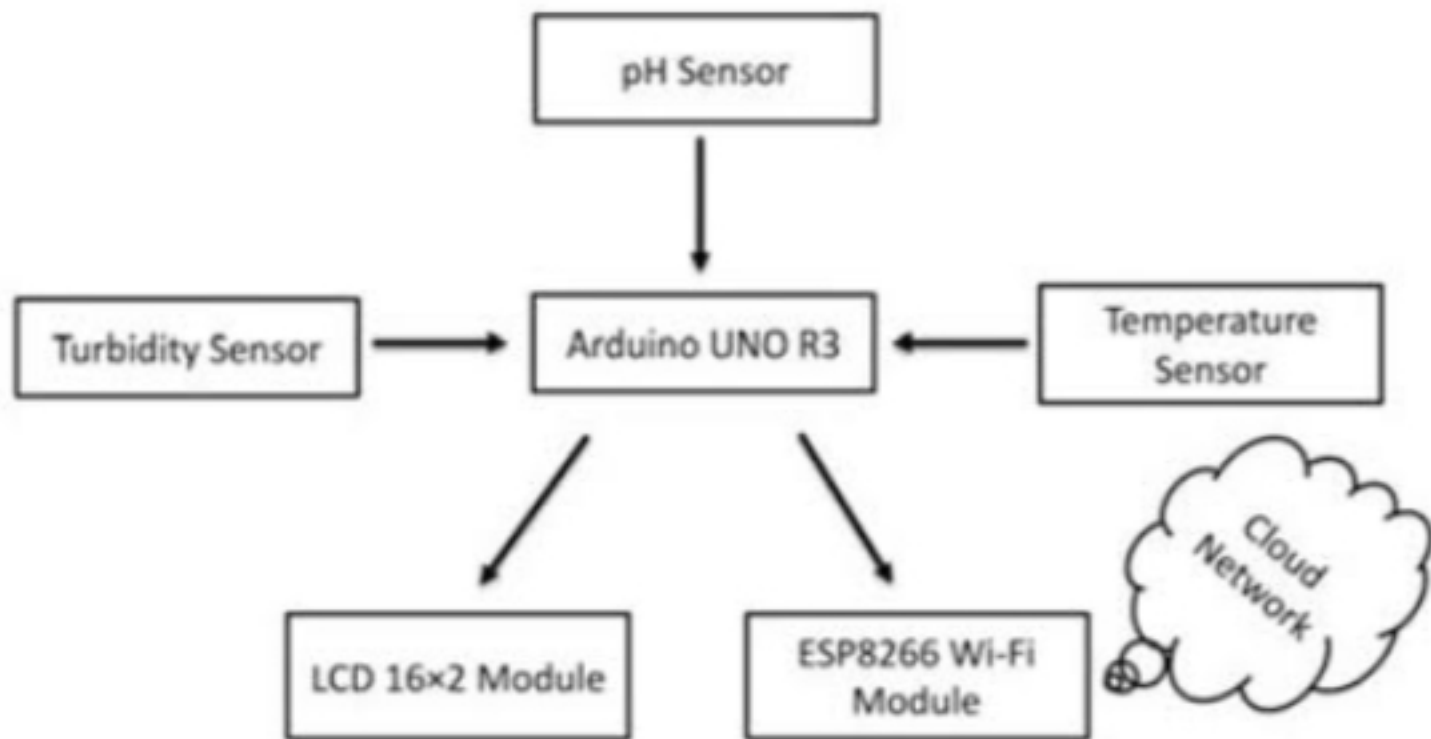 pH Sensor
Turbidity Sensor
Arduino UNO R3
Temperature
Sensor
LCD 16×2 Module
ESP8266 Wi-Fi
Module
Cloud
Network